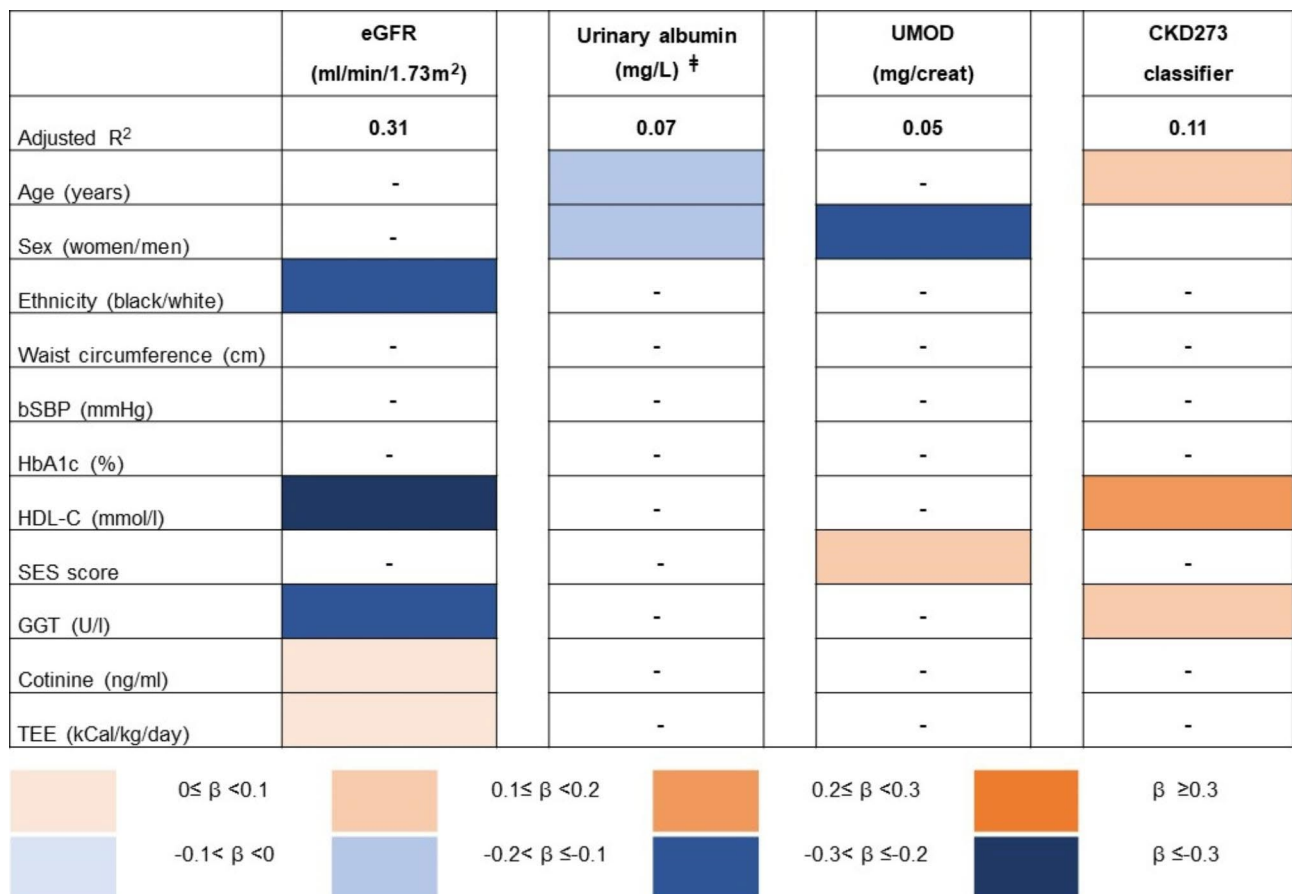 eGFR Urinary albumin UMOD CKD273
(ml/min/1.73m²) (mg/L) ǂ (mg/creat) classifier
Adjusted R² 0.31 0.07 0.05 0.11
Age (years) - -
Sex (women/men) -
Ethnicity (black/white) - - -
Waist circumference (cm) - - - -
bSBP (mmHg) - - - -
HbA1c (%) - - - -
HDL-C (mmol/l) - -
SES score - - -
GGT (U/l) - -
Cotinine (ng/ml) - - -
TEE (kCal/kg/day) - - -
0≤ β <0.1 0.1≤ β <0.2 0.2≤ β <0.3 β ≥0.3
-0.1< β <0 -0.2< β ≤-0.1 -0.3< β ≤-0.2 β ≤-0.3